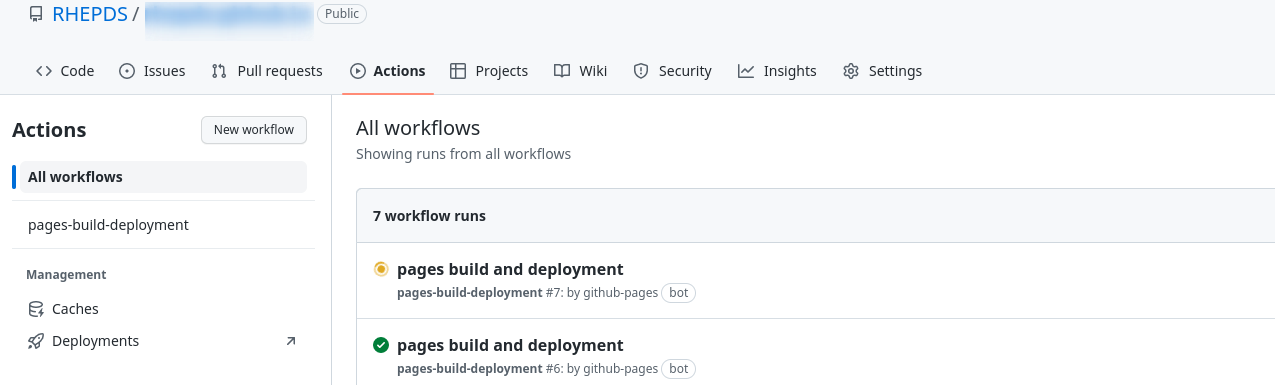 RHEPDS /
Public
Code Issues Pull requests Actions Projects Wiki Security Insights Settings
Actions
New workflow
All workflows
pages-build-deployment
Management
Caches
Deployments
All workflows
Showing runs from all workflows
7 workflow runs
pages build and deployment
pages-build-deployment #7: by github-pages bot
pages build and deployment
pages-build-deployment #6: by github-pages bot